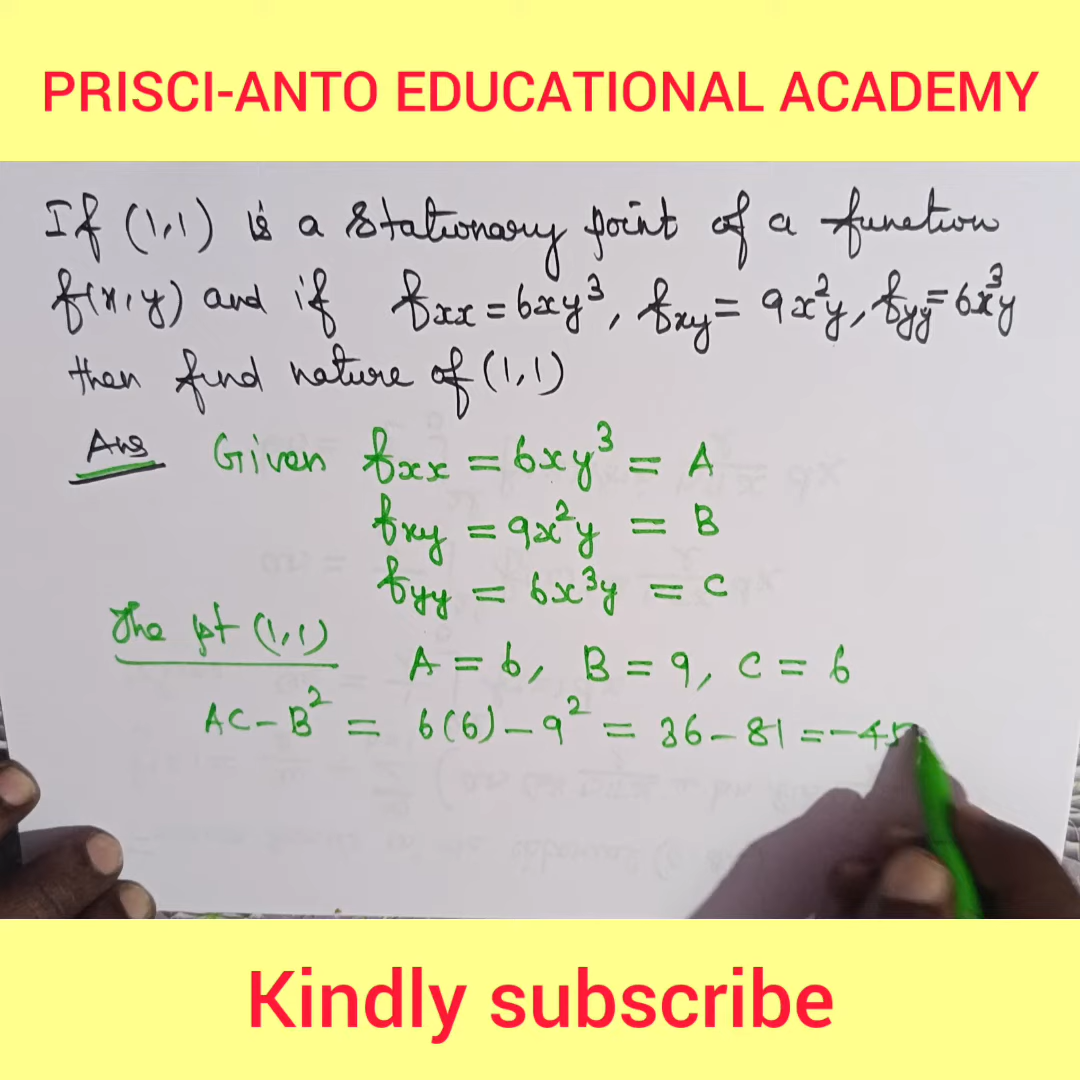 PRISCI-ANTO EDUCATIONAL ACADEMY
If (1,1) is a stationary point of a function
f(x,y) and if fxx = 6xy³, fxy = 9x²y, fyy = 6x³y
then find nature of (1,1)
Ans Given fxx = 6xy³ = A
fxy = 9x²y = B
fyy = 6x³y = C
The pt (1,1) A = 6, B = 9, C = 6
AC - B² = 6(6) - 9² = 36 - 81 = -45
Kindly subscribe